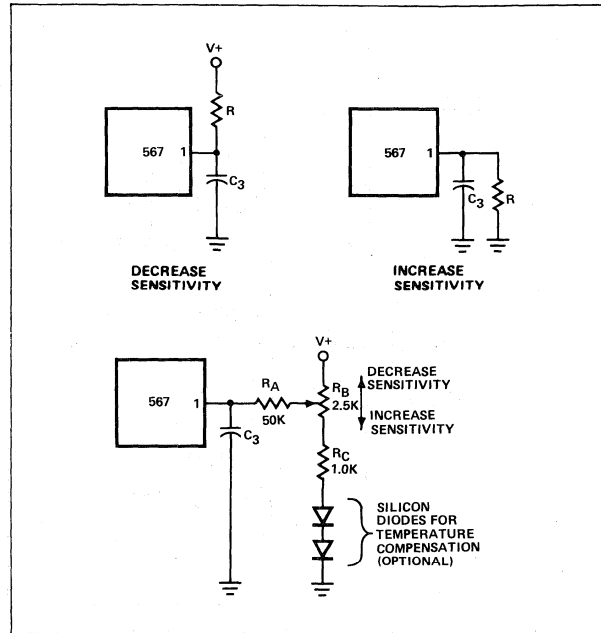 V+
R
567 1
C3
DECREASE
SENSITIVITY
567 1
C3
R
INCREASE
SENSITIVITY
V+
567 1
RA
50K
C3
RB
2.5K
DECREASE
SENSITIVITY
INCREASE
SENSITIVITY
RC
1.0K
SILICON
DIODES FOR
TEMPERATURE
COMPENSATION
(OPTIONAL)